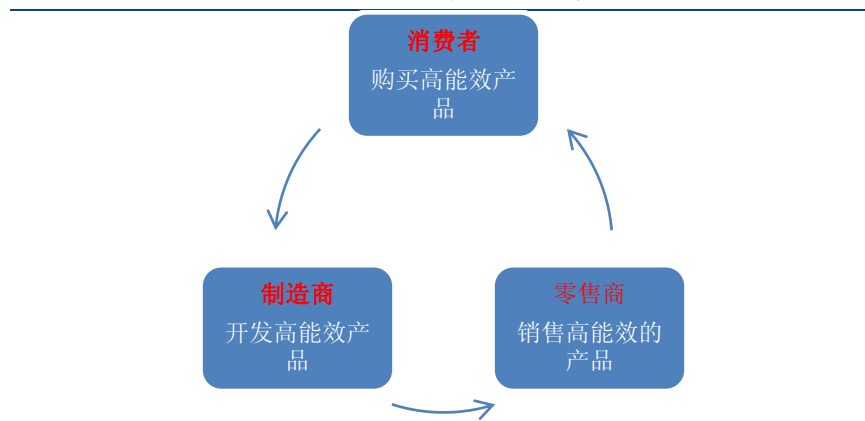 消费者
购买高能效产
品
制造商
开发高能效产
品
零售商
销售高能效的
产品